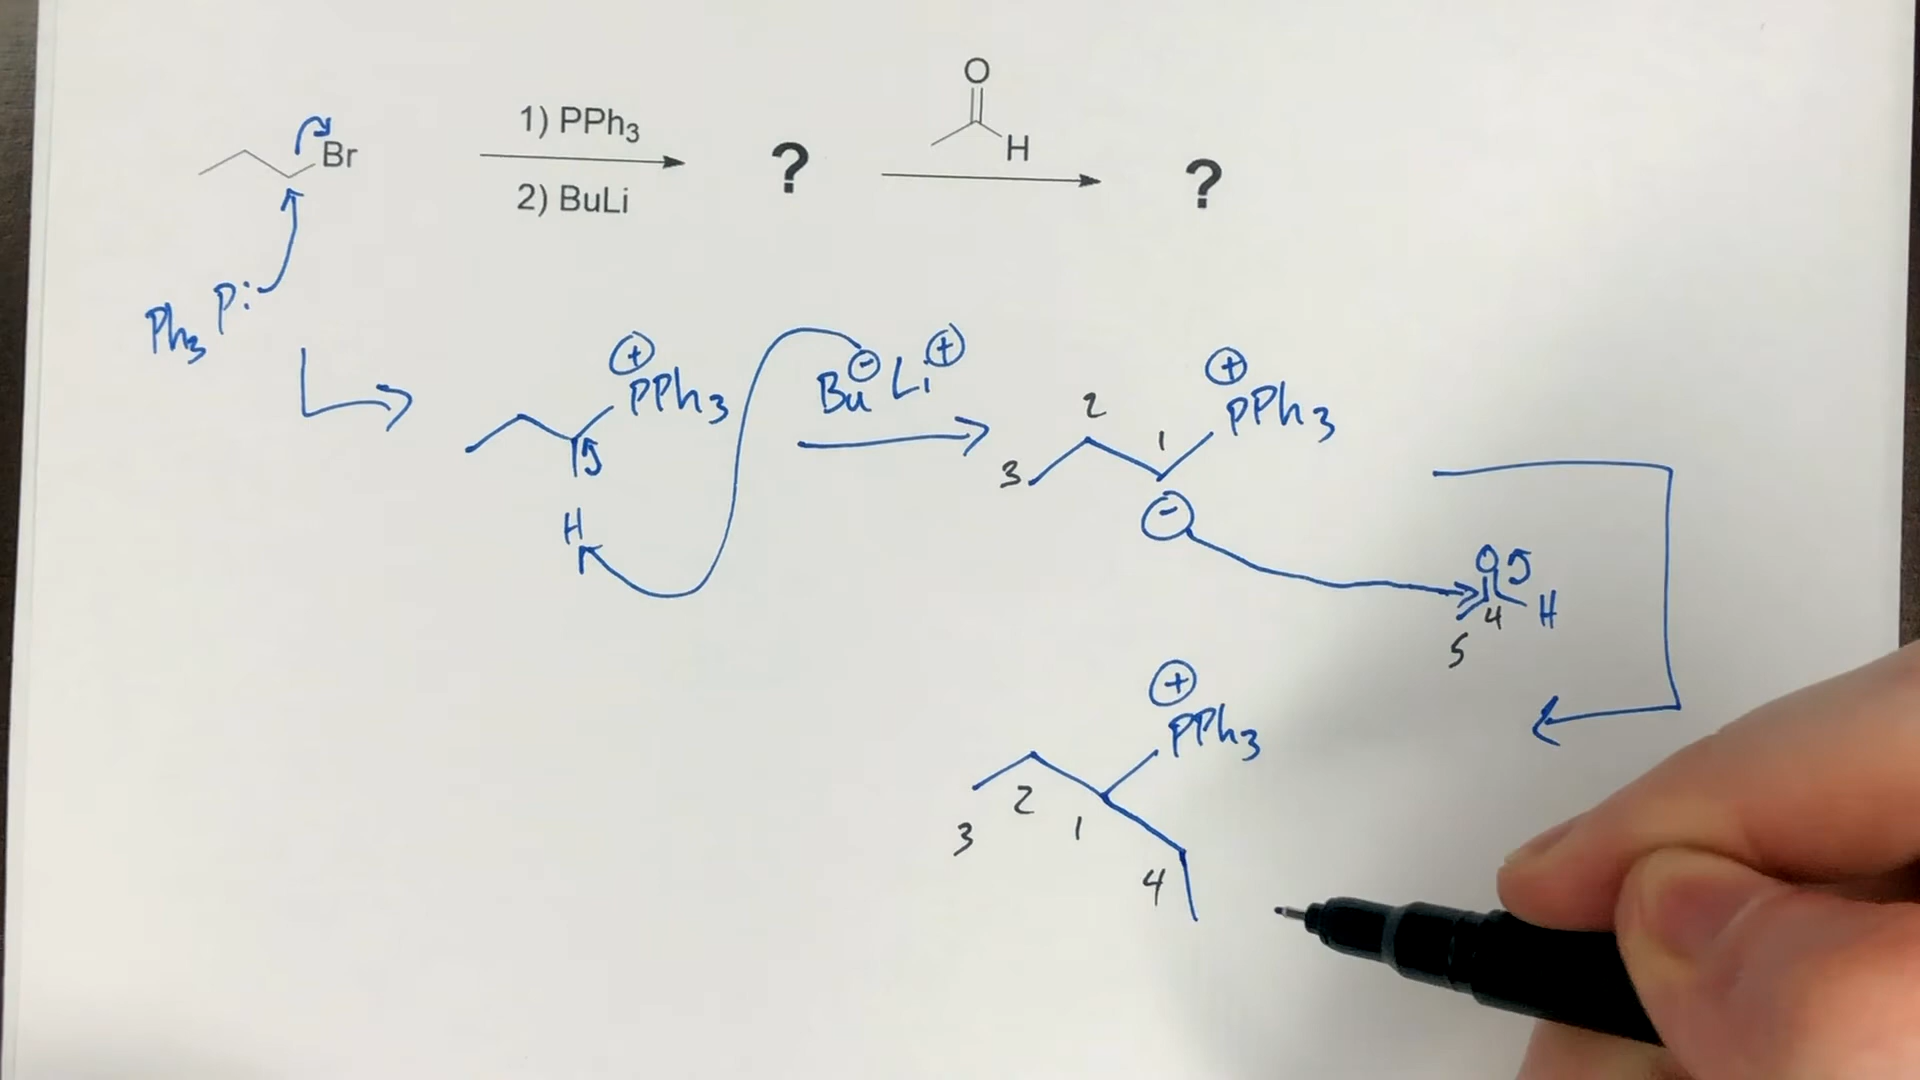 O
H
Br
1) PPh3
2) BuLi
?
?
Ph3 P:
⊕
PPh3
H
Bu⊖ Li⊕
⊕
PPh3
3 2 1
⊖
O
H
4
5
⊕
PPh3
3 2 1
4